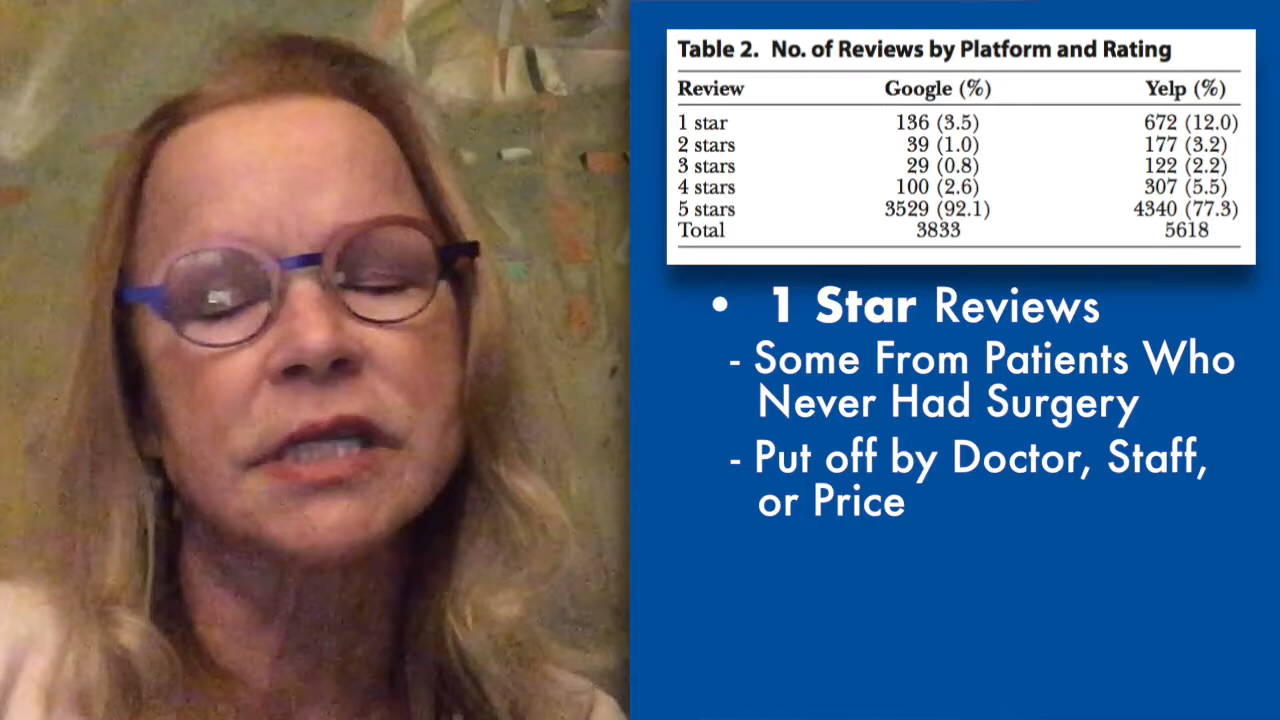 Table 2. No. of Reviews by Platform and Rating
Review Google (%) Yelp (%)
1 star 136 (3.5) 672 (12.0)
2 stars 39 (1.0) 177 (3.2)
3 stars 29 (0.8) 122 (2.2)
4 stars 100 (2.6) 307 (5.5)
5 stars 3529 (92.1) 4340 (77.3)
Total 3833 5618
• 1 Star Reviews
- Some From Patients Who
Never Had Surgery
- Put off by Doctor, Staff,
or Price